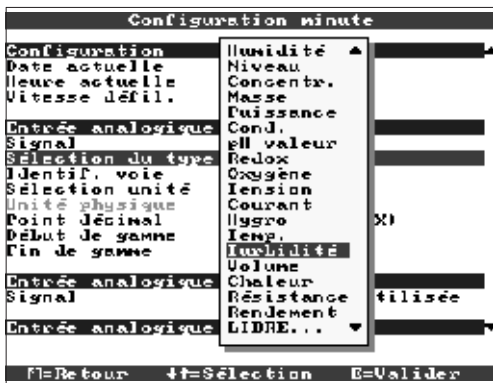 Configuration minute
Configuration
Date actuelle
Heure actuelle
Vitesse défil.
Entrée analogique
Signal
Sélection du type
Identif. voie
Sélection unité
Unité physique
Point décimal
Début de gamme
Fin de gamme
Entrée analogique
Signal
Entrée analogique
Humidité
Niveau
Concentr.
Masse
Puissance
Cond.
pH valeur
Redox
Oxygène
Tension
Courant
Hygro
Temp.
Turbidité
Volume
Chaleur
Résistance
Rendement
LIBRE...
X)
tilisée
=Retour ↓↑=Sélection E=Valider